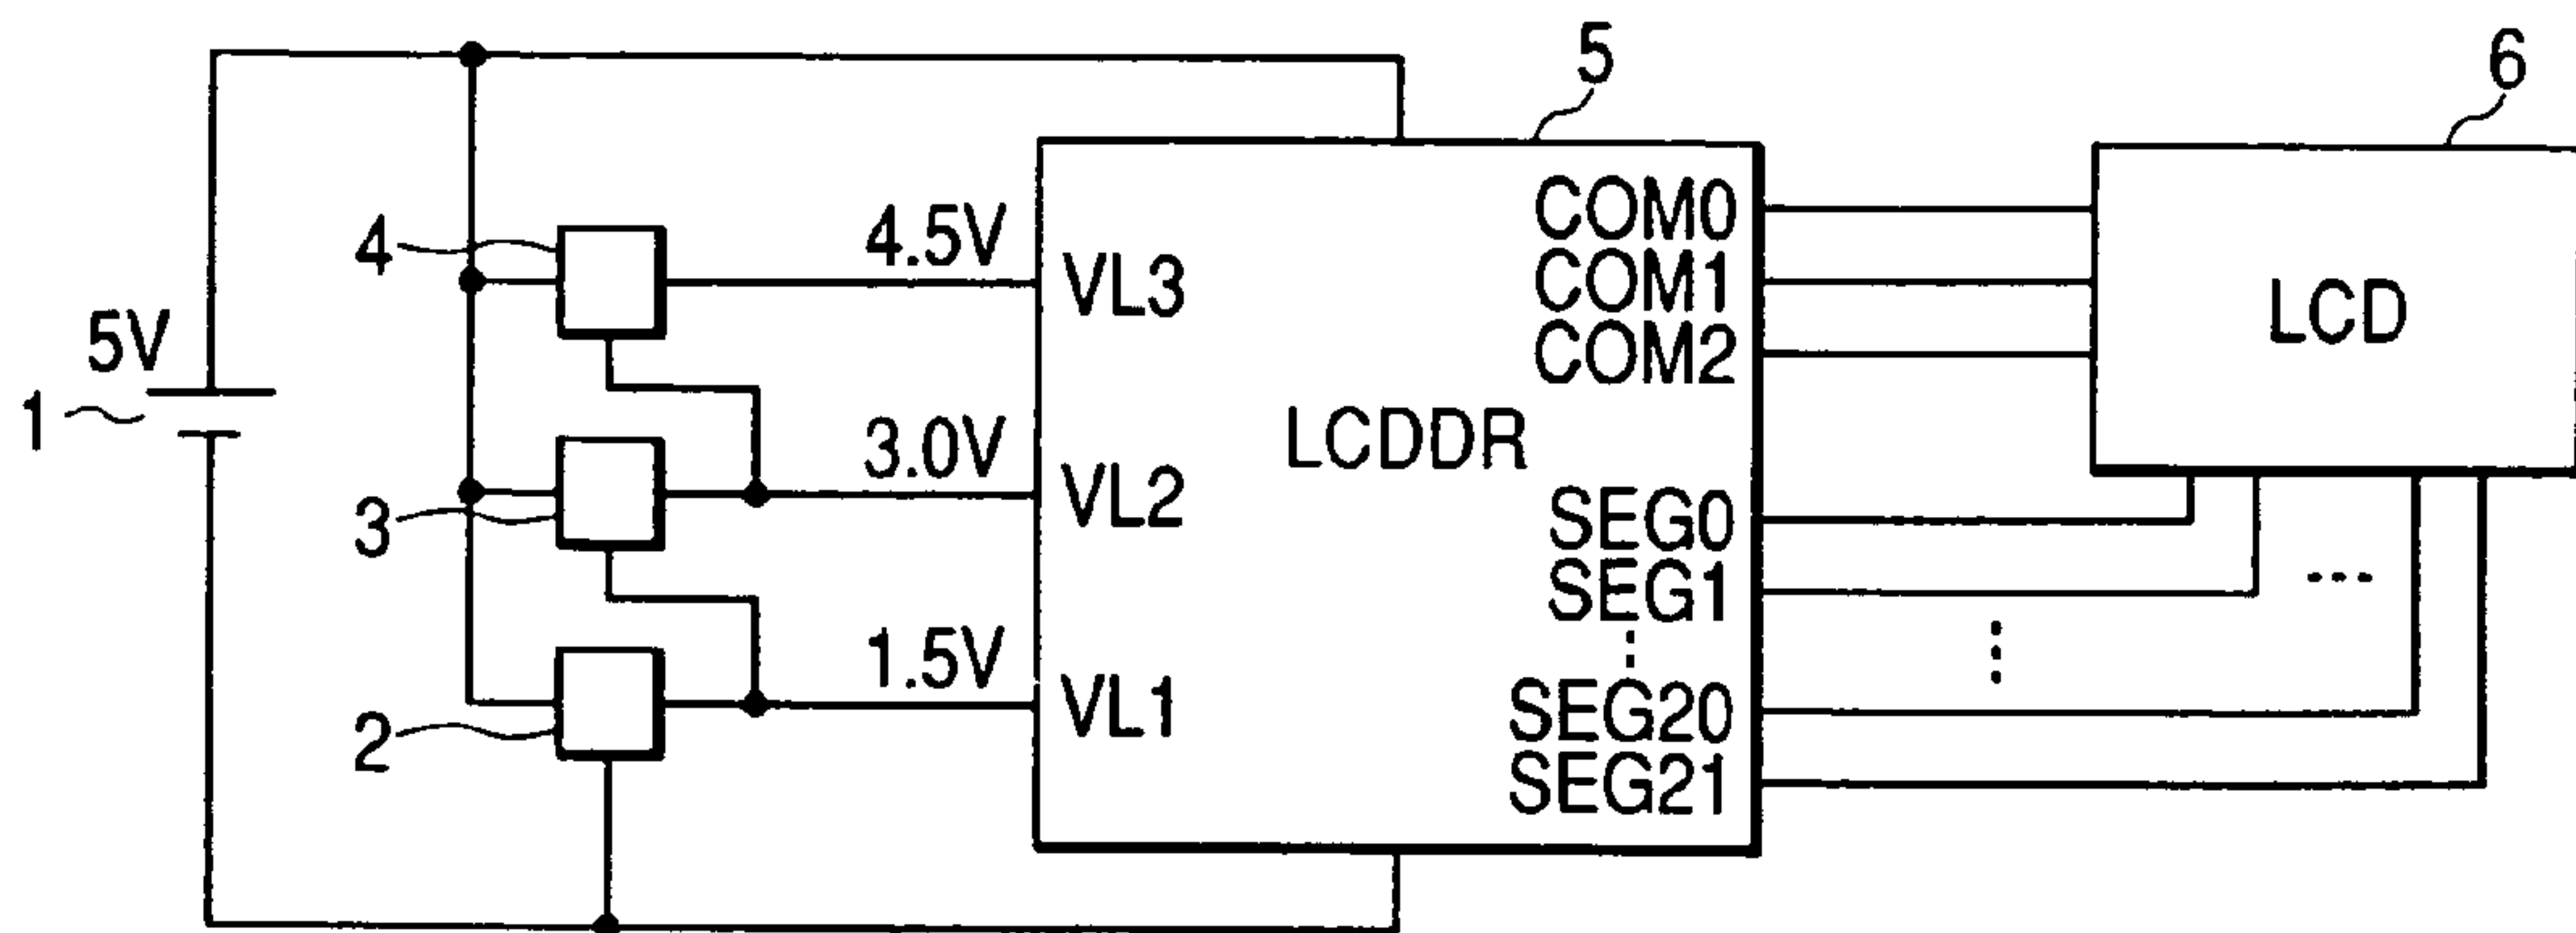 5
6
4
4.5V
VL3
COM0
COM1
COM2
LCD
5V
1
3
3.0V
VL2
LCDDR
SEG0
SEG1
2
1.5V
VL1
SEG20
SEG21